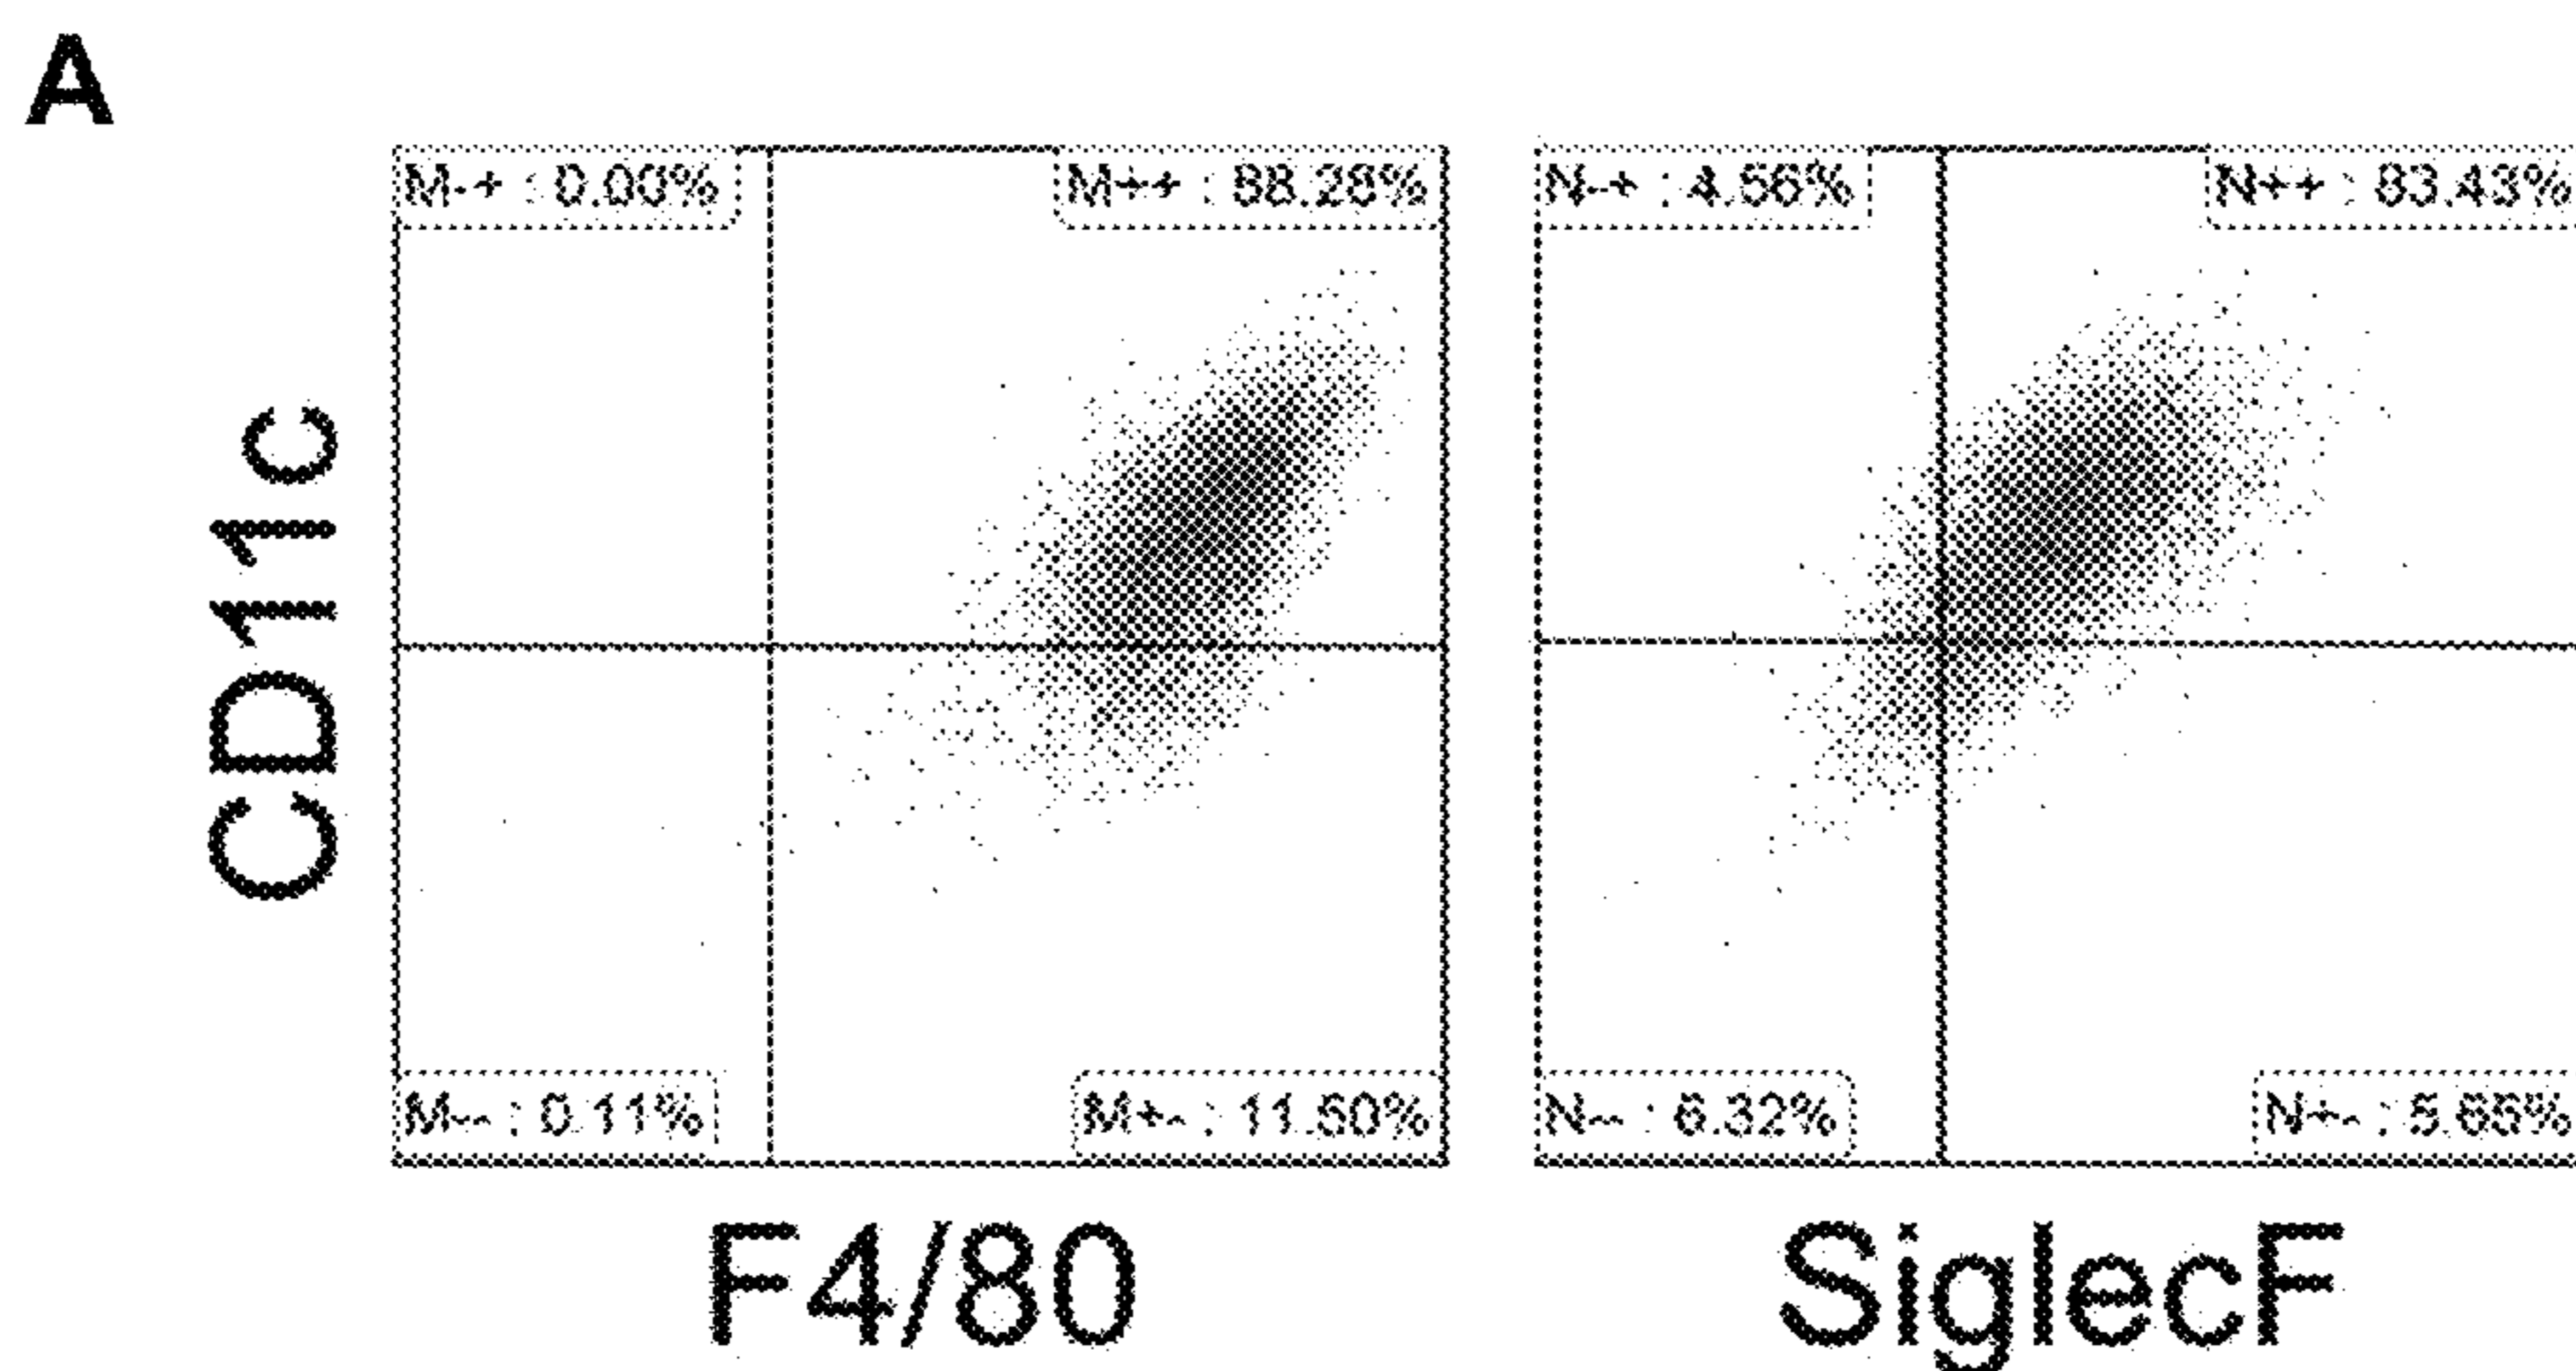 A
M-+ : 0.00%
M++ : 88.28%
N-+ : 4.56%
N++ : 83.43%
CD11c
M-- : 0.11%
M+- : 11.60%
N-- : 6.32%
N+- : 5.65%
F4/80
SiglecF